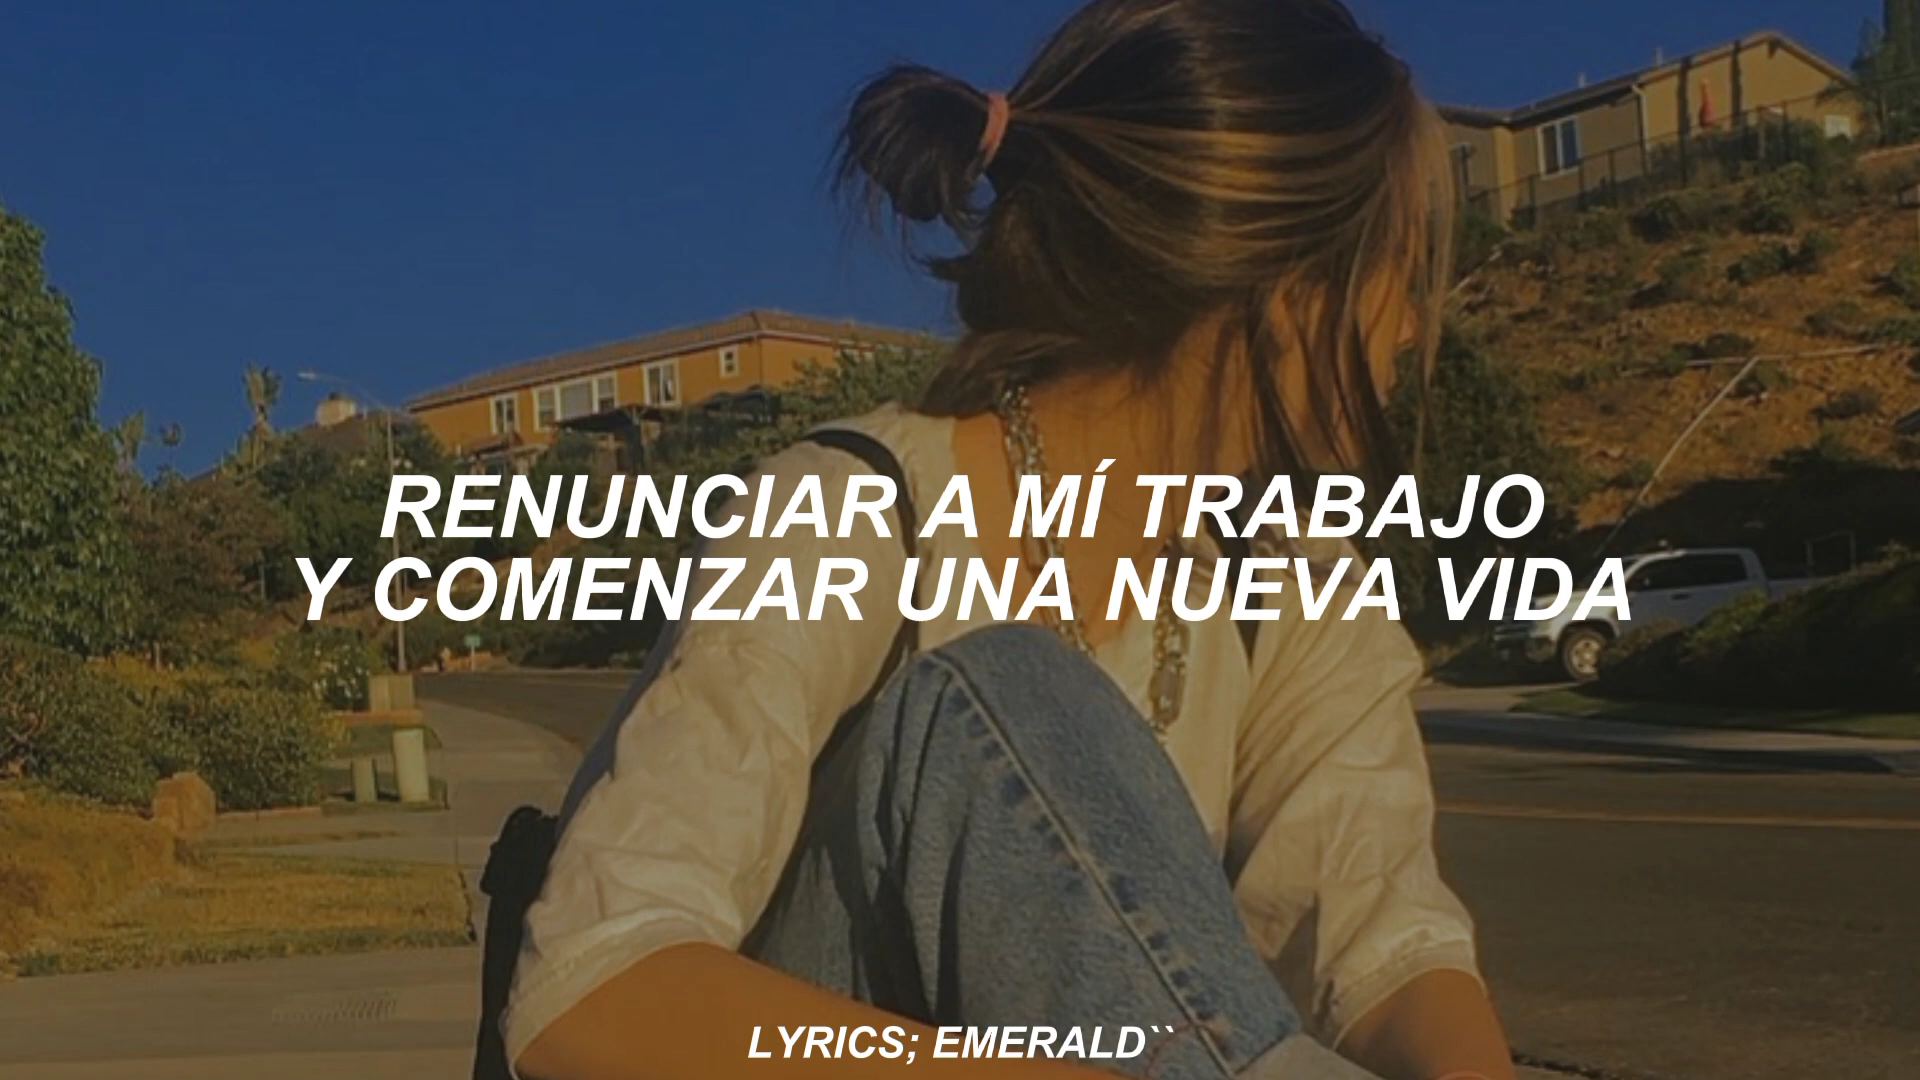 RENUNCIAR A MÍ TRABAJO
Y COMENZAR UNA NUEVA VIDA
LYRICS; EMERALD``